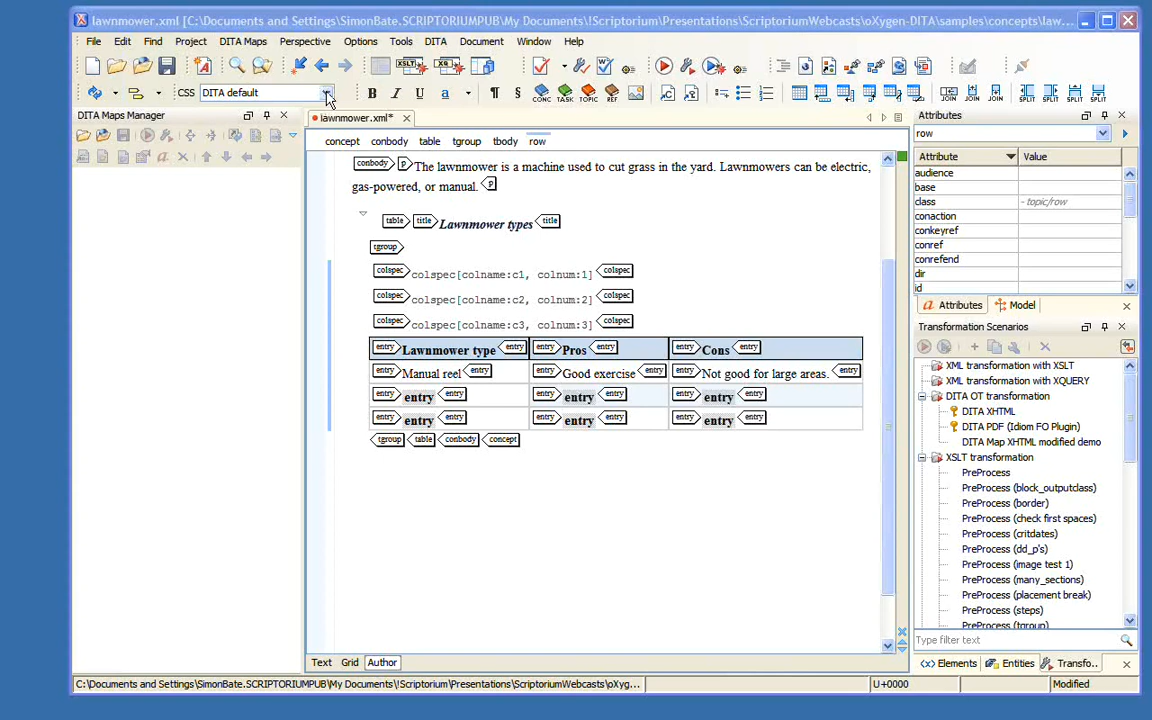 lawnmower.xml [C:\Documents and Settings\SimonBate.SCRIPTORIUMPUB\My Documents\!Scriptorium\Presentations\ScriptoriumWebcasts\oXygen-DITA\samples\concepts\law...
File Edit Find Project DITA Maps Perspective Options Tools DITA Document Window Help
XSLT XQ
CSS DITA default B I U a ¶ § CONC TASK TOPIC REF JOIN JOIN JOIN SPLIT SPLIT SPLIT
DITA Maps Manager
lawnmower.xml*
concept conbody table tgroup tbody row
conbody p The lawnmower is a machine used to cut grass in the yard. Lawnmowers can be electric,
gas-powered, or manual. p
table title Lawnmower types title
tgroup
colspec colspec[colname:c1, colnum:1] colspec
colspec colspec[colname:c2, colnum:2] colspec
colspec colspec[colname:c3, colnum:3] colspec
entry Lawnmower type entry entry Pros entry entry Cons entry
entry Manual reel entry entry Good exercise entry entry Not good for large areas. entry
entry entry entry entry entry entry entry entry entry
entry entry entry entry entry entry entry entry entry
tgroup table conbody concept
Text Grid Author
Attributes
row
Attribute Value
audience
base
class - topic/row
conaction
conkeyref
conref
conrefend
dir
id
a Attributes Model
Transformation Scenarios
XML transformation with XSLT
XML transformation with XQUERY
DITA OT transformation
DITA XHTML
DITA PDF (Idiom FO Plugin)
DITA Map XHTML modified demo
XSLT transformation
PreProcess
PreProcess (block_outputclass)
PreProcess (border)
PreProcess (check first spaces)
PreProcess (critdates)
PreProcess (dd_p's)
PreProcess (image test 1)
PreProcess (many_sections)
PreProcess (placement break)
PreProcess (steps)
PreProcess (tgroup)
Type filter text
Elements Entities Transfo..
C:\Documents and Settings\SimonBate.SCRIPTORIUMPUB\My Documents\!Scriptorium\Presentations\ScriptoriumWebcasts\oXyg... U+0000 Modified